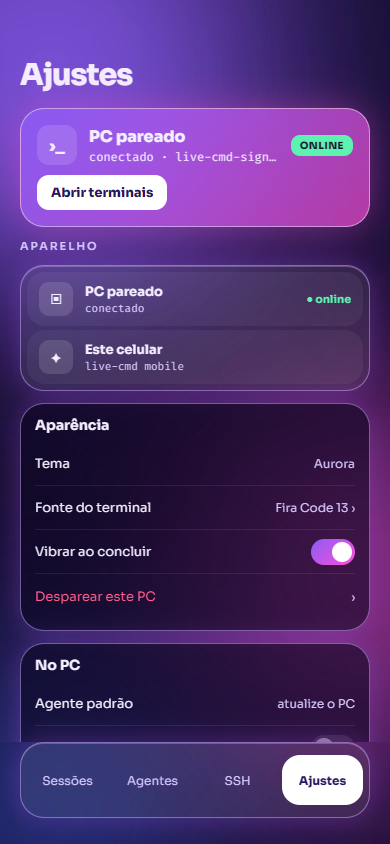 Ajustes
PC pareado
conectado · live-cmd-sign…
ONLINE
Abrir terminais
APARELHO
PC pareado
conectado
online
Este celular
live-cmd mobile
Aparência
Tema
Aurora
Fonte do terminal
Fira Code 13 ›
Vibrar ao concluir
Desparear este PC
›
No PC
Agente padrão
atualize o PC
Sessões
Agentes
SSH
Ajustes